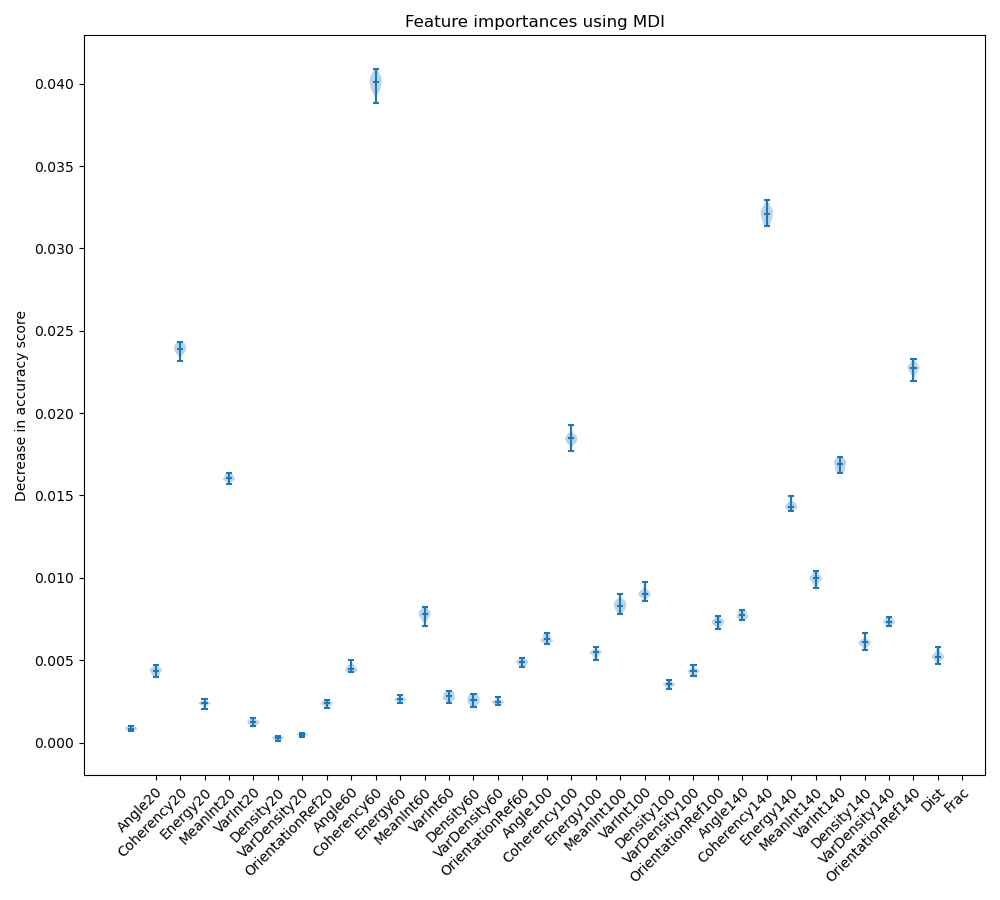 Feature importances using MDI
Decrease in accuracy score
0.040
0.035
0.030
0.025
0.020
0.015
0.010
0.005
0.000
Angle20
Coherency20
Energy20
MeanInt20
VarInt20
Density20
VarDensity20
OrientationRef20
Angle60
Coherency60
Energy60
MeanInt60
VarInt60
Density60
VarDensity60
OrientationRef60
Angle100
Coherency100
Energy100
MeanInt100
VarInt100
Density100
VarDensity100
OrientationRef100
Angle140
Coherency140
Energy140
MeanInt140
VarInt140
Density140
VarDensity140
OrientationRef140
Dist
Frac